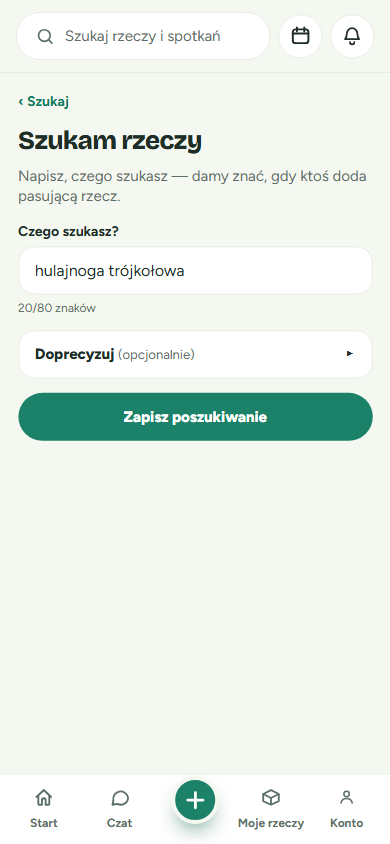 Szukaj rzeczy i spotkań
‹ Szukaj
Szukam rzeczy
Napisz, czego szukasz — damy znać, gdy ktoś doda
pasującą rzecz.
Czego szukasz?
hulajnoga trójkołowa
20/80 znaków
Doprecyzuj (opcjonalnie)
Zapisz poszukiwanie
Start
Czat
Moje rzeczy
Konto